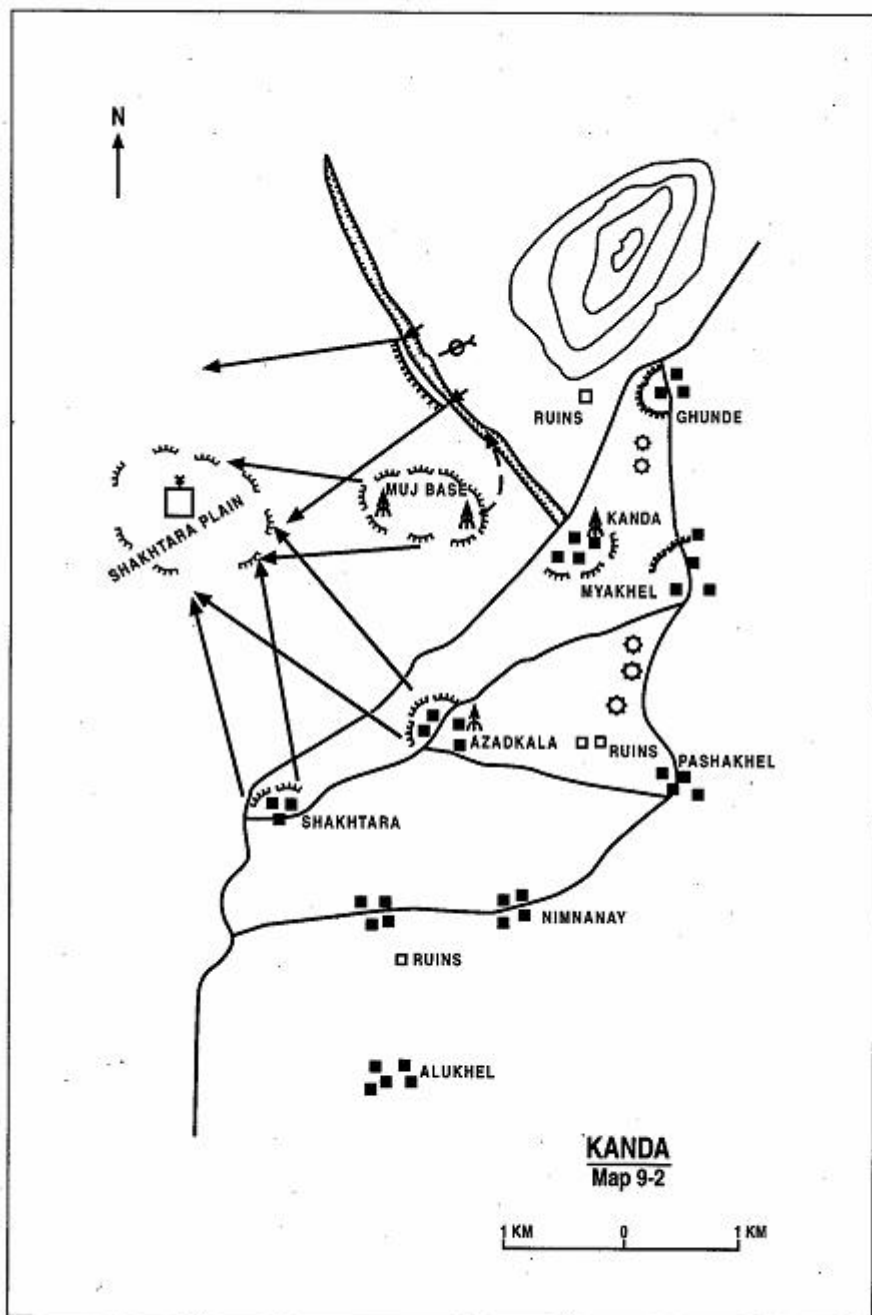 N
RUINS
GHUNDE
MUJ BASE
KANDA
SHAKHTARA PLAIN
MYAKHEL
AZADKALA
RUINS
PASHAKHEL
SHAKHTARA
NIMNANAY
RUINS
ALUKHEL
KANDA
Map 9-2
1 KM 0 1 KM